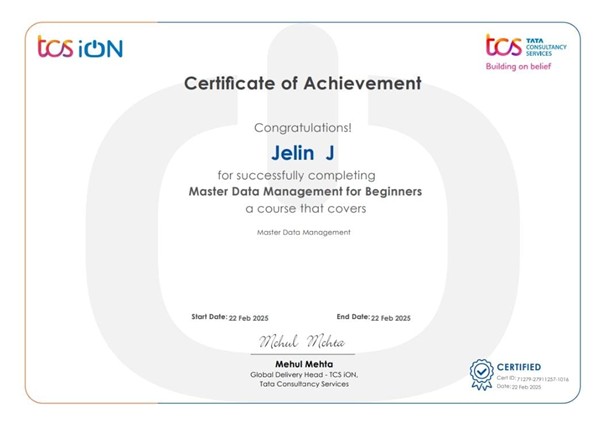 tcs iON
tcs TATA
CONSULTANCY
SERVICES
Building on belief
Certificate of Achievement
Congratulations!
Jelin J
for successfully completing
Master Data Management for Beginners
a course that covers
Master Data Management
Start Date: 22 Feb 2025
End Date: 22 Feb 2025
Mehul Mehta
Mehul Mehta
Global Delivery Head - TCS iON,
Tata Consultancy Services
CERTIFIED
Cert ID: 71279-27911257-1016
Date: 22 Feb 2025